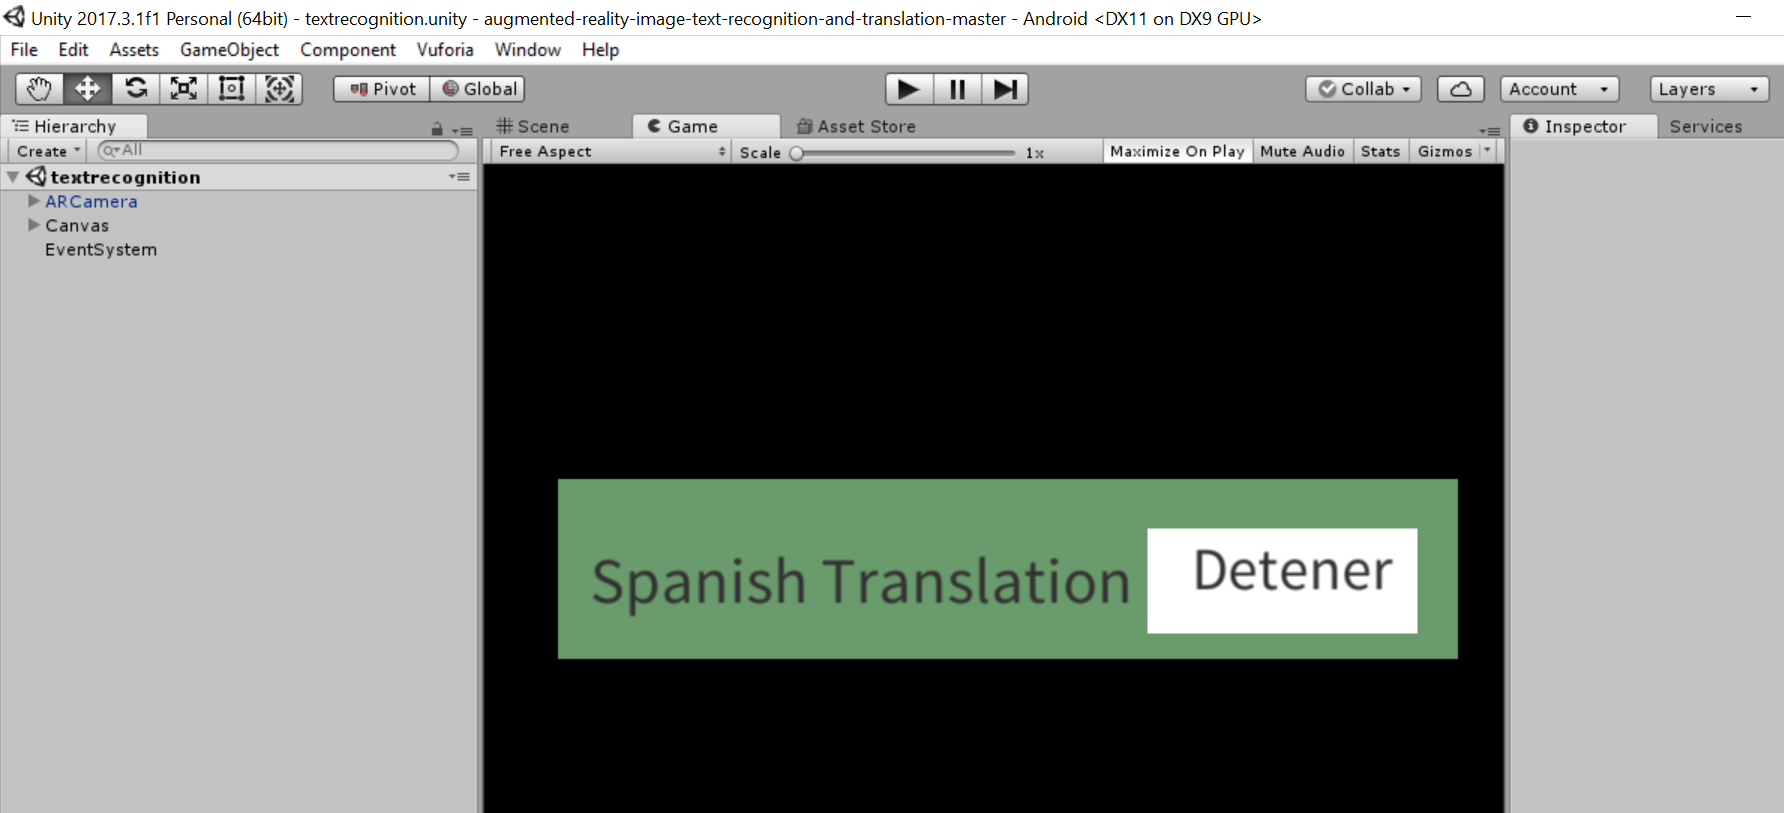 Unity 2017.3.1f1 Personal (64bit) - textrecognition.unity - augmented-reality-image-text-recognition-and-translation-master - Android <DX11 on DX9 GPU>
File Edit Assets GameObject Component Vuforia Window Help
Pivot Global Collab Account Layers
Hierarchy Scene Game Asset Store Inspector Services
Create All Free Aspect Scale 1x Maximize On Play Mute Audio Stats Gizmos
textrecognition
ARCamera
Canvas
EventSystem
Spanish Translation Detener